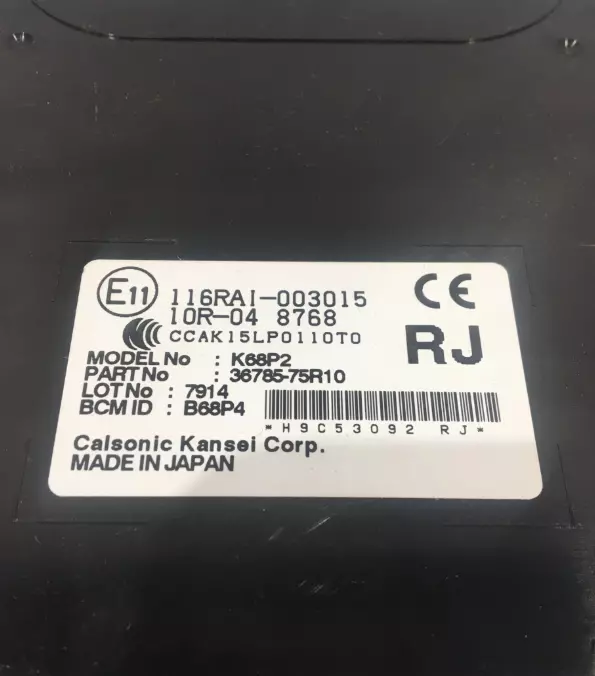 E11 116RAI-003015 CE
10R-04 8768
CCC CCAK15LP0110T0 RJ
MODEL No : K68P2
PART No : 36785-75R10
LOT No : 7914
BCM ID : B68P4
*H9C53092 RJ*
Calsonic Kansei Corp.
MADE IN JAPAN